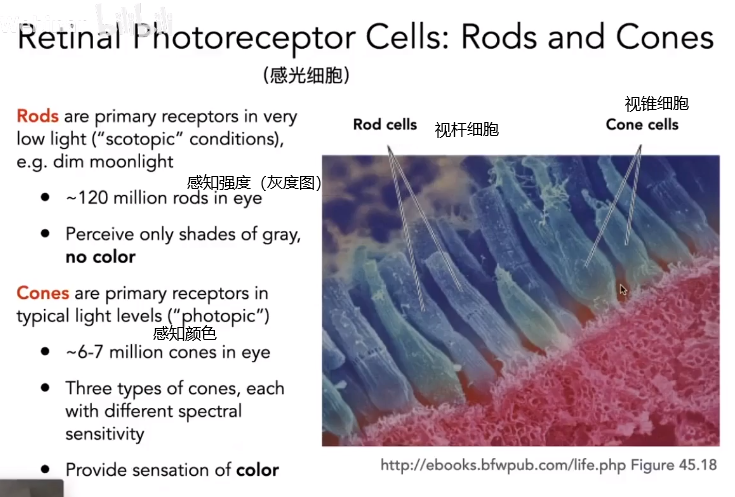 Retinal Photoreceptor Cells: Rods and Cones
（感光细胞）
Rods are primary receptors in very
low light (“scotopic” conditions),
e.g. dim moonlight
感知强度（灰度图）
● ~120 million rods in eye
● Perceive only shades of gray,
no color
Cones are primary receptors in
typical light levels (“photopic”)
感知颜色
● ~6-7 million cones in eye
● Three types of cones, each
with different spectral
sensitivity
● Provide sensation of color
Rod cells 视杆细胞
视锥细胞
Cone cells
http://ebooks.bfwpub.com/life.php Figure 45.18